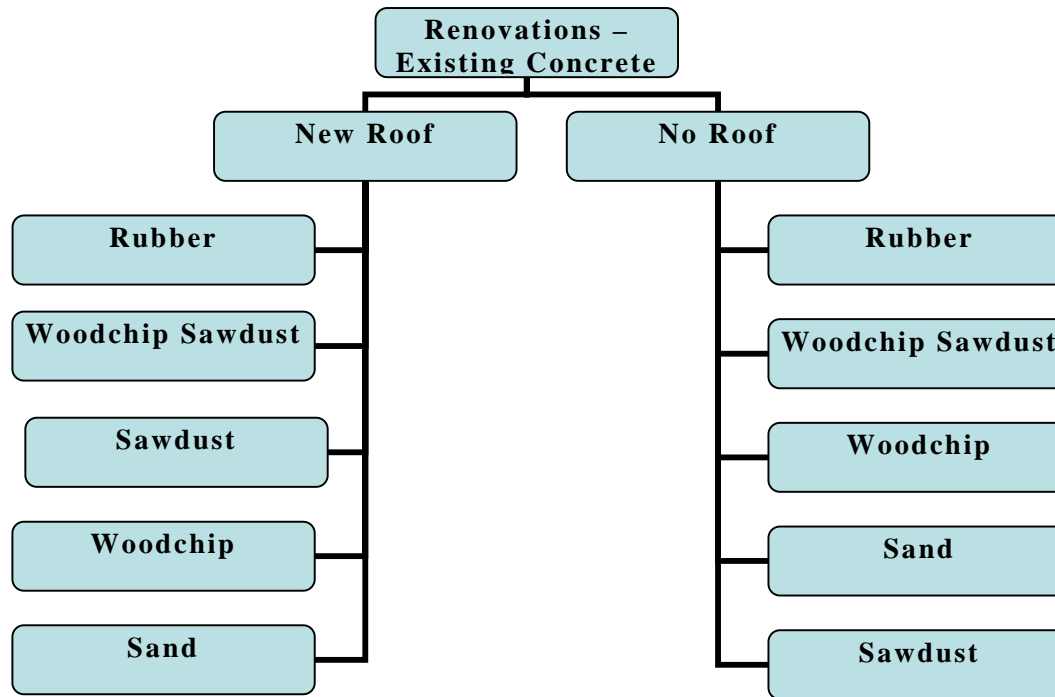 Renovations –
Existing Concrete
New Roof
No Roof
Rubber
Woodchip Sawdust
Sawdust
Woodchip
Sand
Rubber
Woodchip Sawdust
Woodchip
Sand
Sawdust